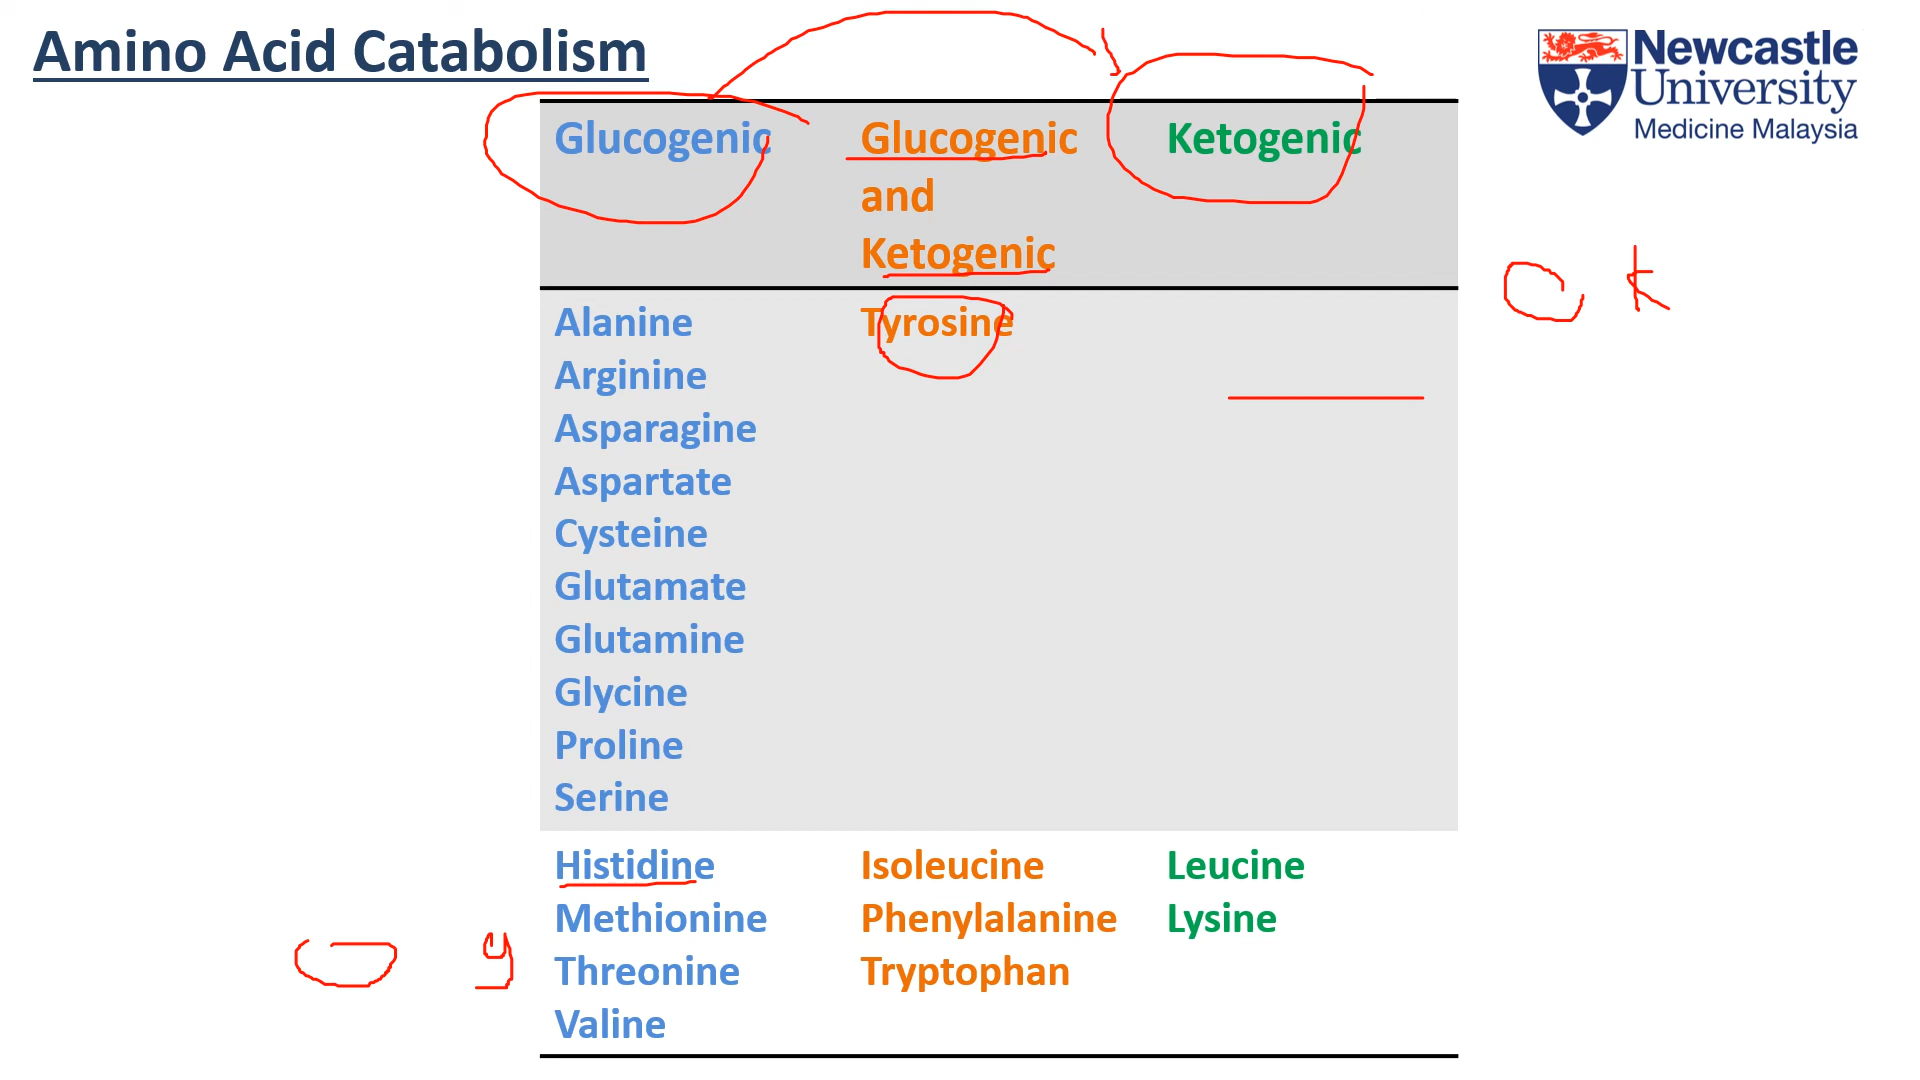 Amino Acid Catabolism
Newcastle
University
Medicine Malaysia
Glucogenic
Glucogenic
and
Ketogenic
Ketogenic
Alanine
Arginine
Asparagine
Aspartate
Cysteine
Glutamate
Glutamine
Glycine
Proline
Serine
Tyrosine
Histidine
Methionine
Threonine
Valine
Isoleucine
Phenylalanine
Tryptophan
Leucine
Lysine